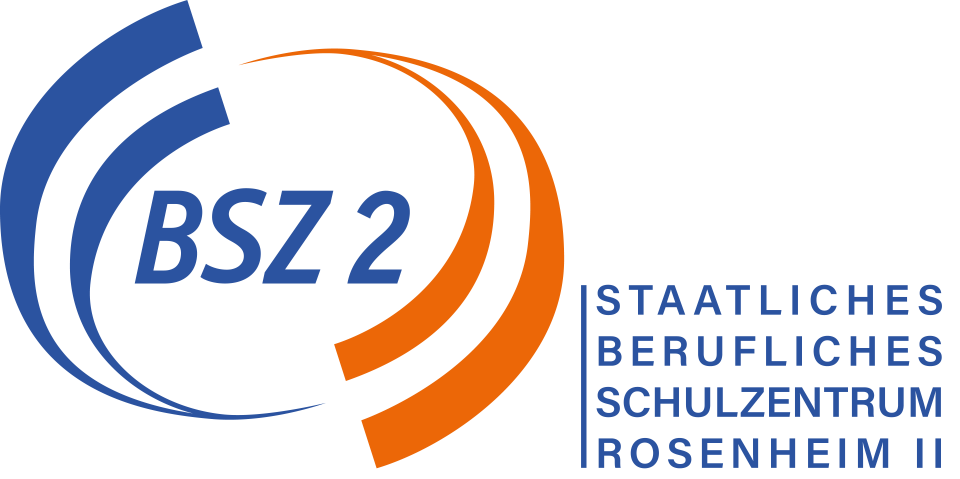 BSZ 2
STAATLICHES
BERUFLICHES
SCHULZENTRUM
ROSENHEIM II